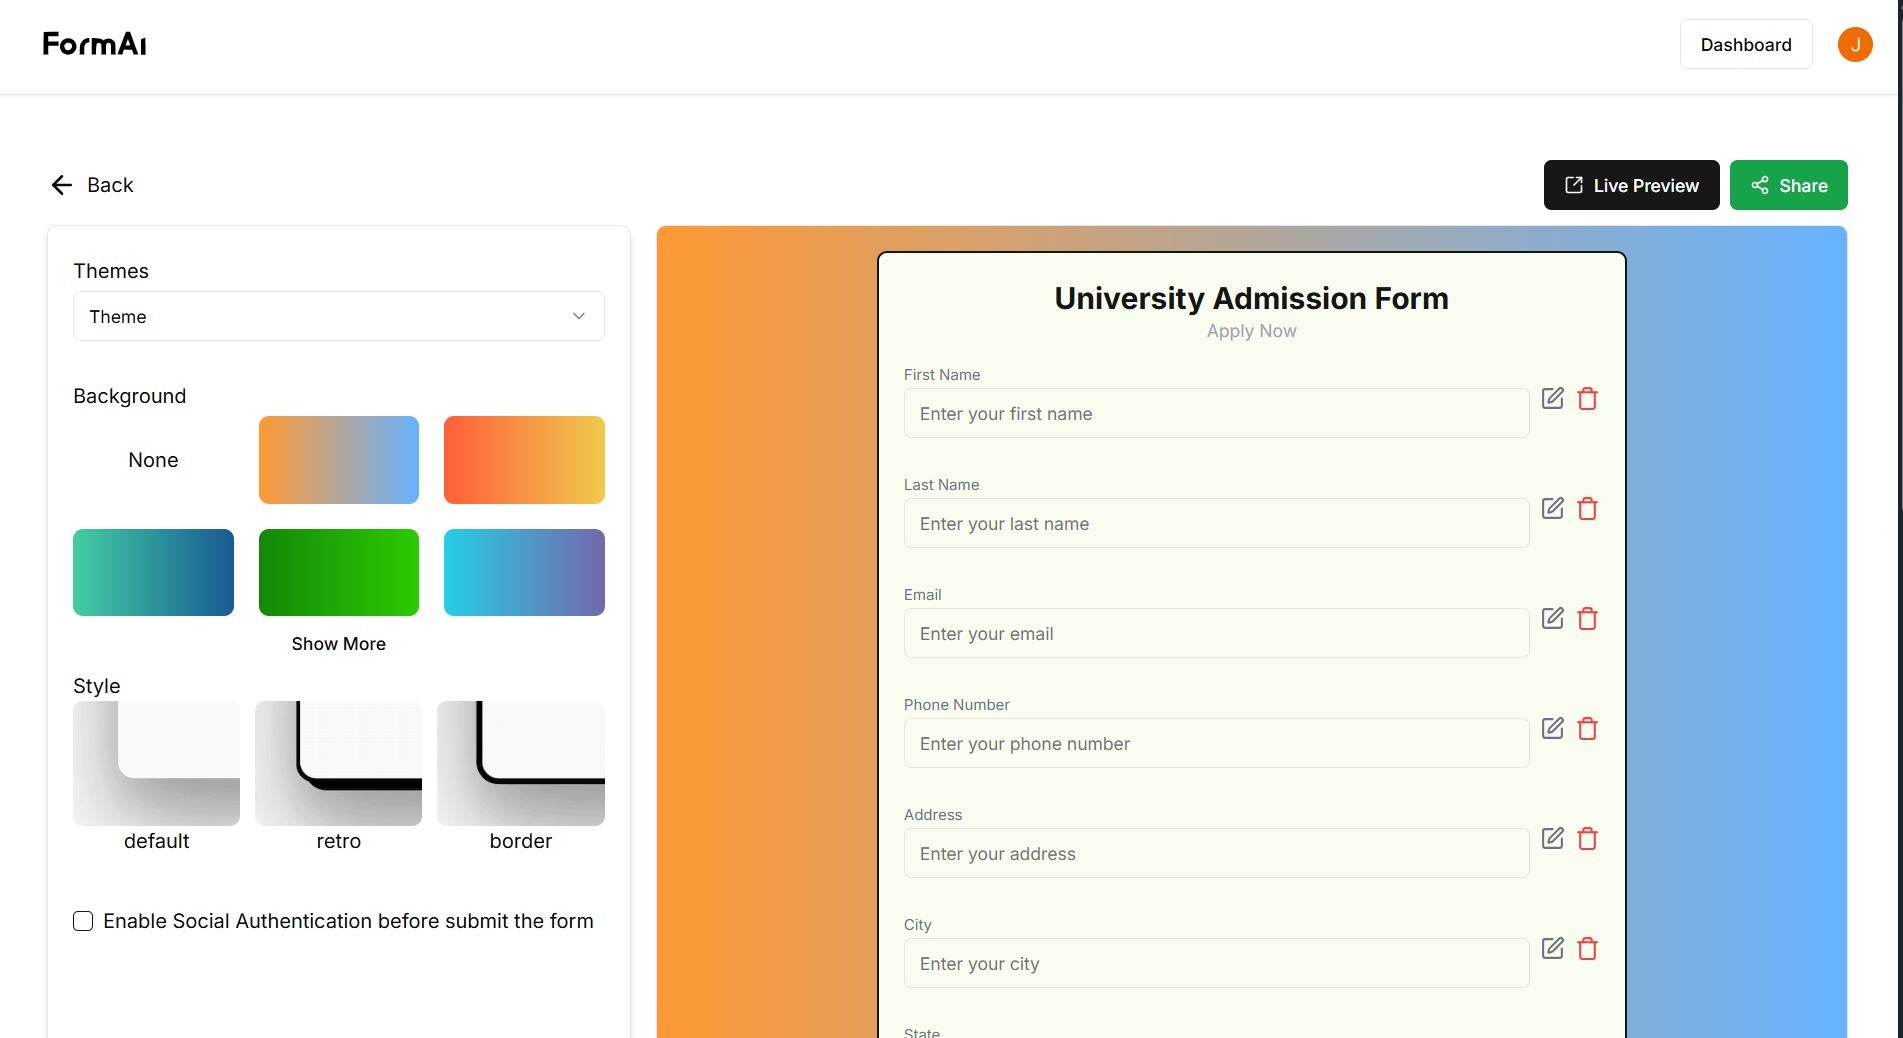 FormAI
Dashboard
J
Back
Live Preview
Share
Themes
Theme
Background
None
Show More
Style
default
retro
border
Enable Social Authentication before submit the form
University Admission Form
Apply Now
First Name
Enter your first name
Last Name
Enter your last name
Email
Enter your email
Phone Number
Enter your phone number
Address
Enter your address
City
Enter your city
State